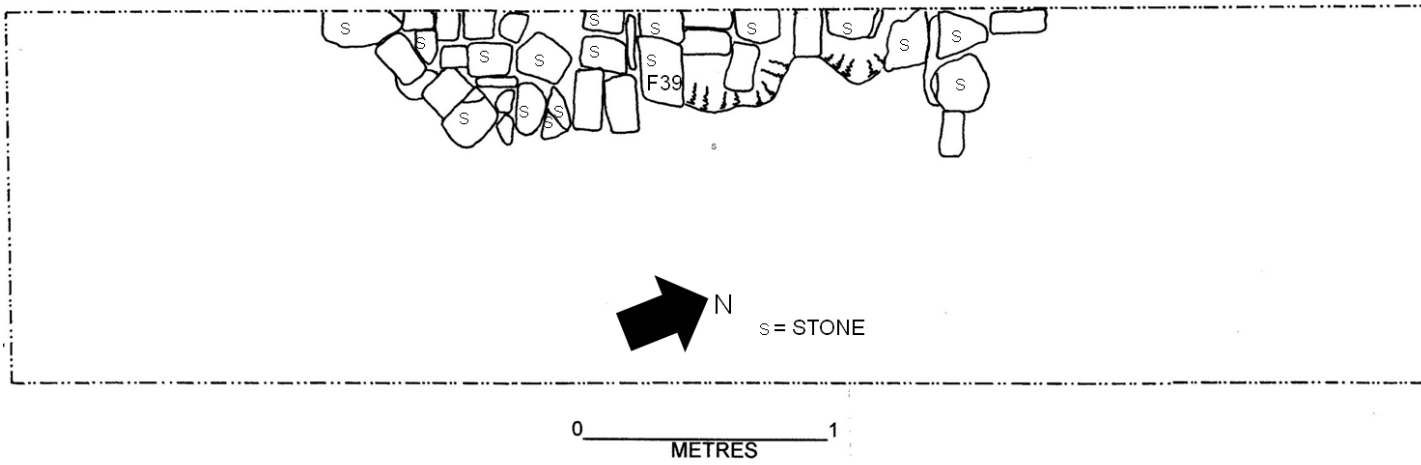 S S S S S
S S S S S S S
F39 S
S S S S
S
N
S = STONE
0 1
METRES